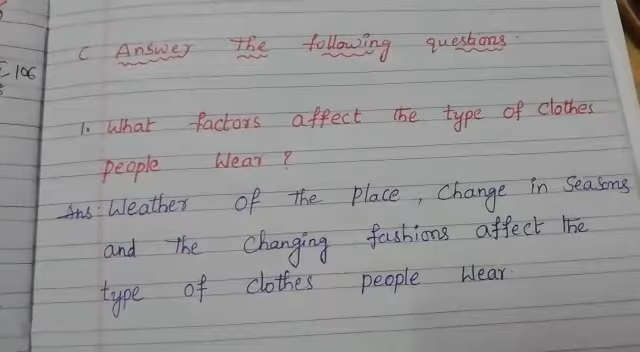 C Answer The following questions.
106
1. What factors affect the type of clothes
people Wear ?
Ans. Weather of the place, Change in Seasons
and the Changing fashions affect the
type of clothes people Wear.